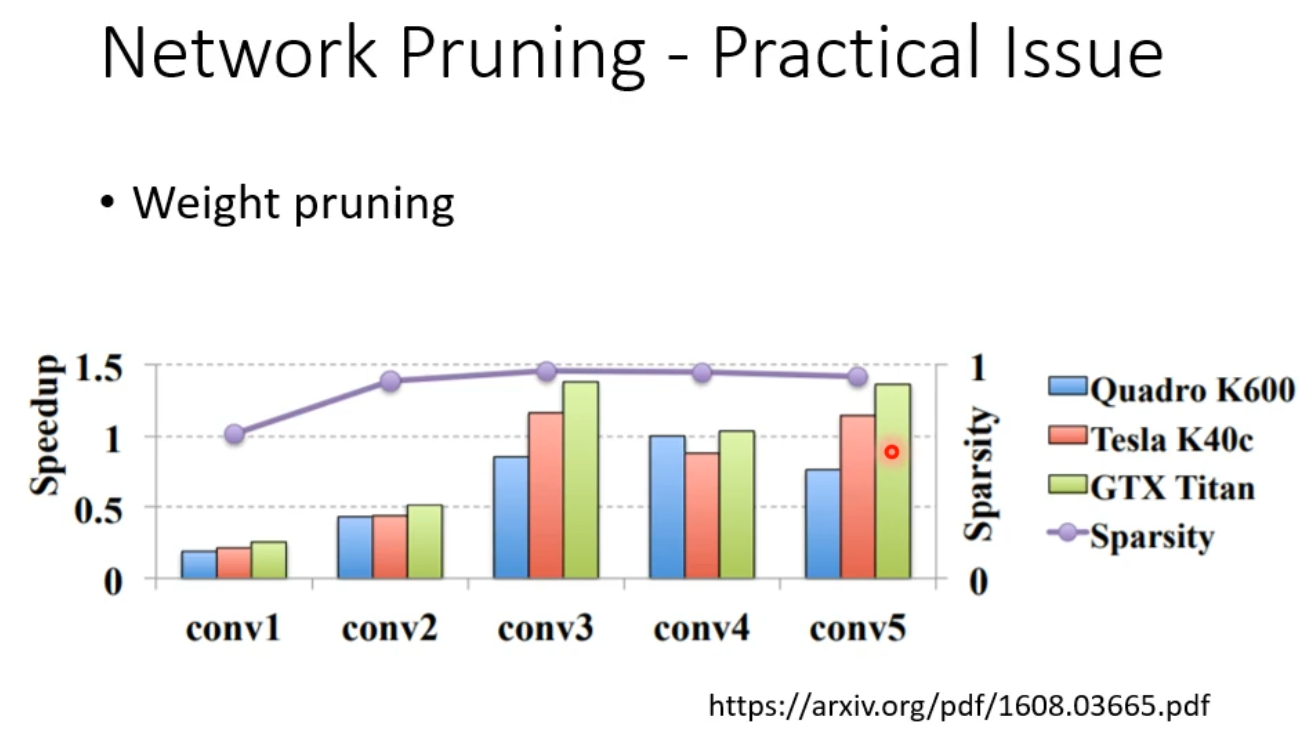 Network Pruning - Practical Issue
• Weight pruning
Speedup
1.5
1
0.5
0
conv1 conv2 conv3 conv4 conv5
1
0
Sparsity
Quadro K600
Tesla K40c
GTX Titan
Sparsity
https://arxiv.org/pdf/1608.03665.pdf